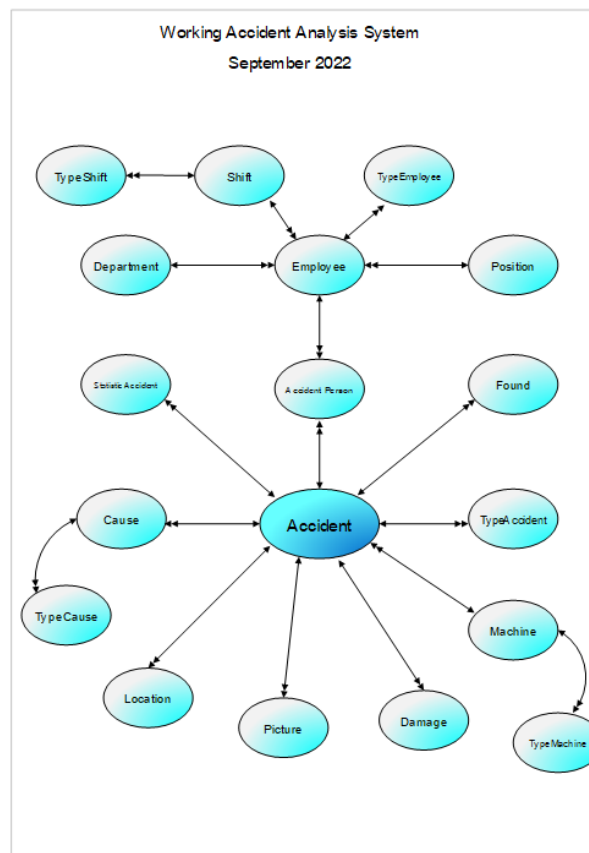 Working Accident Analysis System
September 2022
TypeShift
Shift
TypeEmployee
Department
Employee
Position
Statistic Accident
Accident Person
Found
Cause
Accident
TypeAccident
TypeCause
Machine
Location
Picture
Damage
TypeMachine